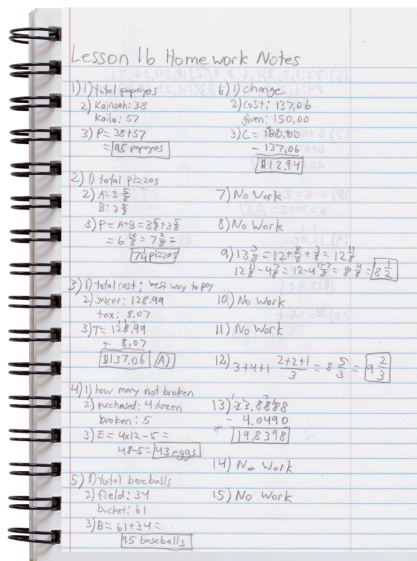 Lesson 16 Homework Notes
1) 1) total papayas
2) Kainoah: 38
Kaila: 57
3) P = 38+57
= 95 papayas
2) 1) total pizzas
2) A: 3 5/8
B: 3 5/8
3) P = A+B = 3 5/8 + 3 5/8
= 6 10/8 = 7 2/8 =
7 1/4 pizzas
3) 1) total cost; best way to pay
2) juicer: 128.99
tax: 8.07
3) T = 128.99
+ 8.07
$137.06 (A)
4) 1) how many not broken
2) purchased: 4 dozen
broken: 5
3) E = 4x12-5 =
48-5 = 43 eggs
5) 1) total baseballs
2) field: 34
bucket: 61
3) B = 61+34 =
95 baseballs
6) 1) change
2) cost: 137.06
given: 150.00
3) C = 150.00
- 137.06
$12.94
7) No Work
8) No Work
9) 13 3/8 = 12 + 8/8 + 3/8 = 12 11/8
12 11/8 - 4 7/8 = 12-4 11-7/8 = 8 4/8 = 8 1/2
10) No Work
11) No Work
12) 3+4+1 2+2+1/3 = 8 5/3 = 9 2/3
13) 23.8888
- 4.0490
19.8398
14) No Work
15) No Work